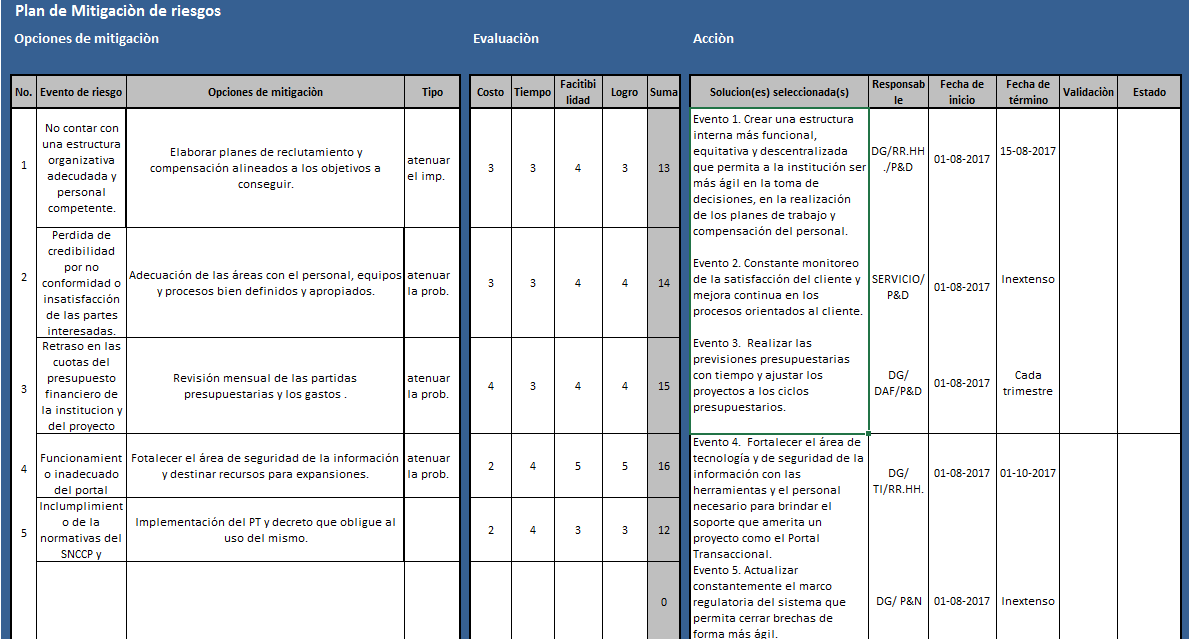 Plan de Mitigaciòn de riesgos
Opciones de mitigaciòn
Evaluaciòn
Acciòn
No.
Evento de riesgo
Opciones de mitigaciòn
Tipo
Costo
Tiempo
Facitibi
lidad
Logro
Suma
Solucion(es) seleccionada(s)
Responsab
le
Fecha de
inicio
Fecha de
término
Validaciòn
Estado
1
No contar con
una estructura
organizativa
adecudada y
personal
competente.
Elaborar planes de reclutamiento y
compensación alineados a los objetivos a
conseguir.
atenuar
el imp.
3
3
4
3
13
Evento 1. Crear una estructura
interna más funcional,
equitativa y descentralizada
que permita a la institución ser
más ágil en la toma de
decisiones, en la realización
de los planes de trabajo y
compensación del personal.
DG/RR.HH
./P&D
01-08-2017
15-08-2017
2
Perdida de
credibilidad
por no
conformidad o
insatisfacción
de las partes
interesadas.
Adecuación de las áreas con el personal, equipos
y procesos bien definidos y apropiados.
atenuar
la prob.
3
3
4
4
14
Evento 2. Constante monitoreo
de la satisfacción del cliente y
mejora continua en los
procesos orientados al cliente.
SERVICIO/
P&D
01-08-2017
Inextenso
3
Retraso en las
cuotas del
presupuesto
financiero de
la institucion y
del proyecto
Revisión mensual de las partidas
presupuestarias y los gastos .
atenuar
la prob.
4
3
4
4
15
Evento 3. Realizar las
previsiones presupuestarias
con tiempo y ajustar los
proyectos a los ciclos
presupuestarios.
DG/
DAF/P&D
01-08-2017
Cada
trimestre
4
Funcionamient
o inadecuado
del portal
Fotalecer el área de seguridad de la información
y destinar recursos para expansiones.
atenuar
la prob.
2
4
5
5
16
Evento 4. Fortalecer el área de
tecnología y de seguridad de la
información con las
herramientas y el personal
necesario para brindar el
soporte que amerita un
proyecto como el Portal
Transaccional.
DG/
TI/RR.HH.
01-08-2017
01-10-2017
5
Inclumplimient
o de la
normativas del
SNCCP y
Implementación del PT y decreto que obligue al
uso del mismo.
2
4
3
3
12
0
Evento 5. Actualizar
constantemente el marco
regulatoria del sistema que
permita cerrar brechas de
forma más ágil.
DG/ P&N
01-08-2017
Inextenso